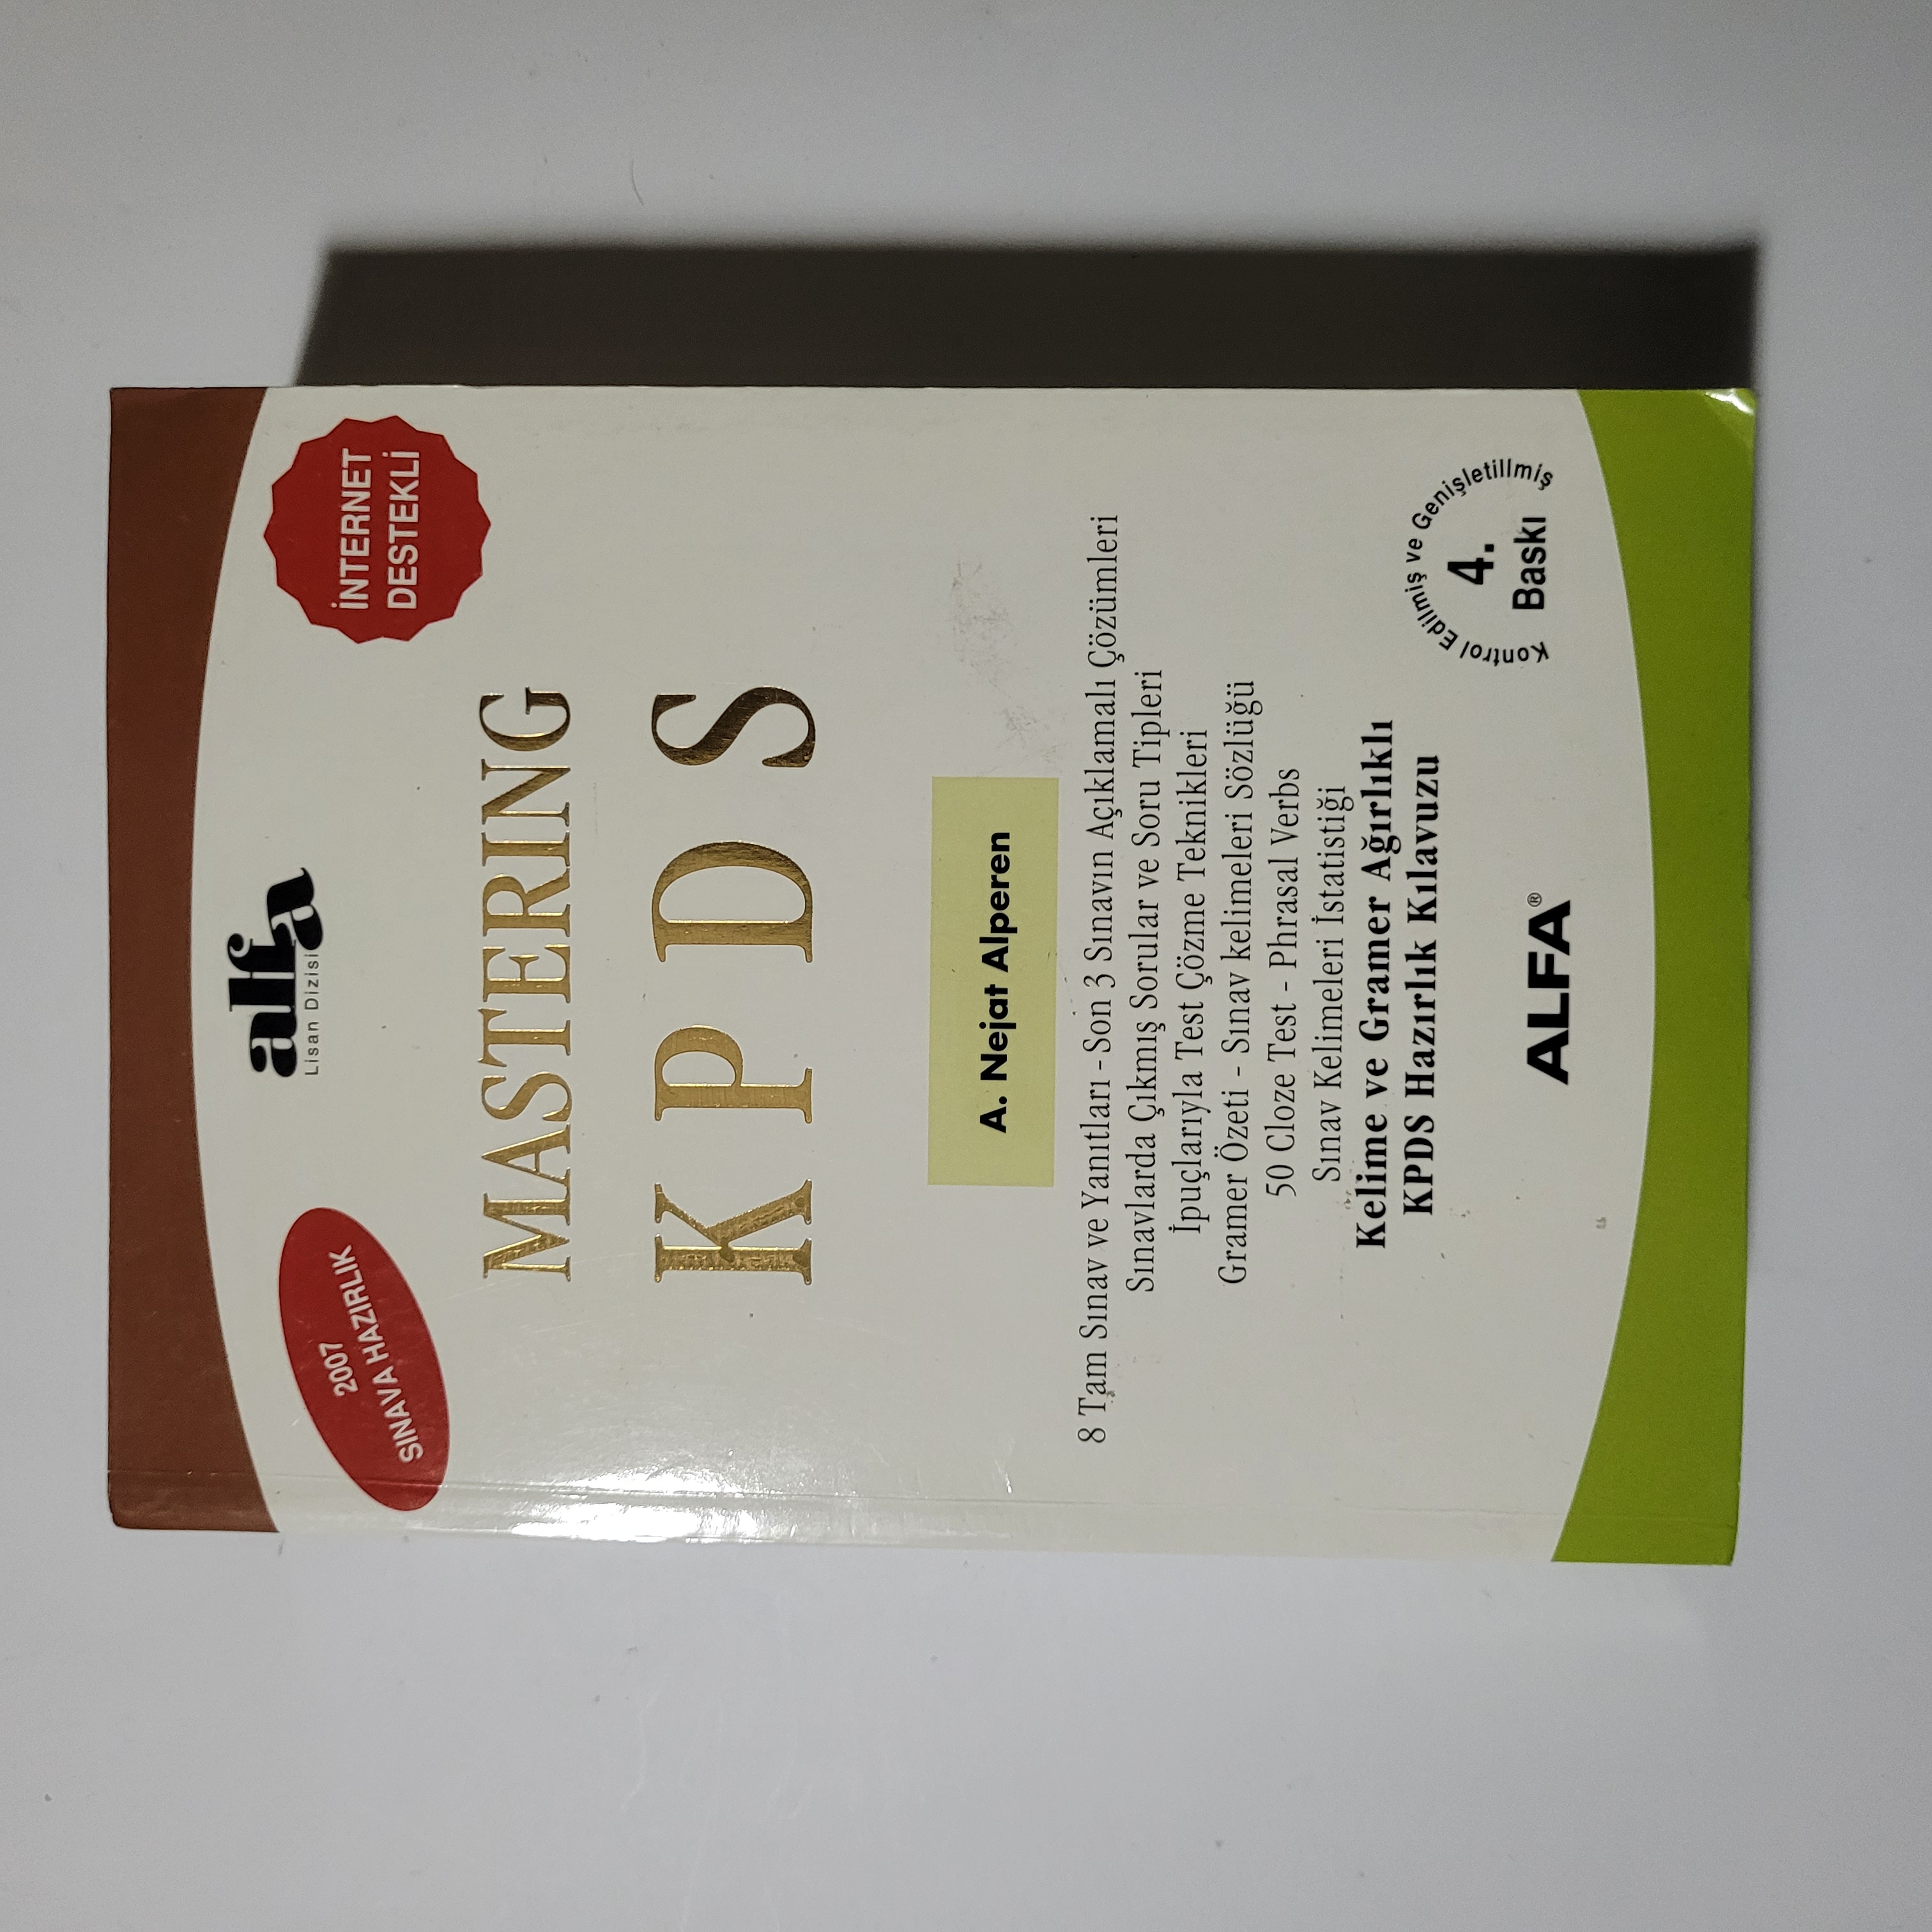 alfa
Lisan Dizisi
2007
SINAVA HAZIRLIK
İNTERNET
DESTEKLİ
MASTERING
KPDS
A. Nejat Alperen
8 Tam Sınav ve Yanıtları - Son 3 Sınavın Açıklamalı Çözümleri
Sınavlarda Çıkmış Sorular ve Soru Tipleri
İpuçlarıyla Test Çözme Teknikleri
Gramer Özeti - Sınav kelimeleri Sözlüğü
50 Cloze Test - Phrasal Verbs
Sınav Kelimeleri İstatistiği
Kelime ve Gramer Ağırlıklı
KPDS Hazırlık Kılavuzu
Kontrol Edilmiş ve Genişletillmiş
4.
Baskı
ALFA®